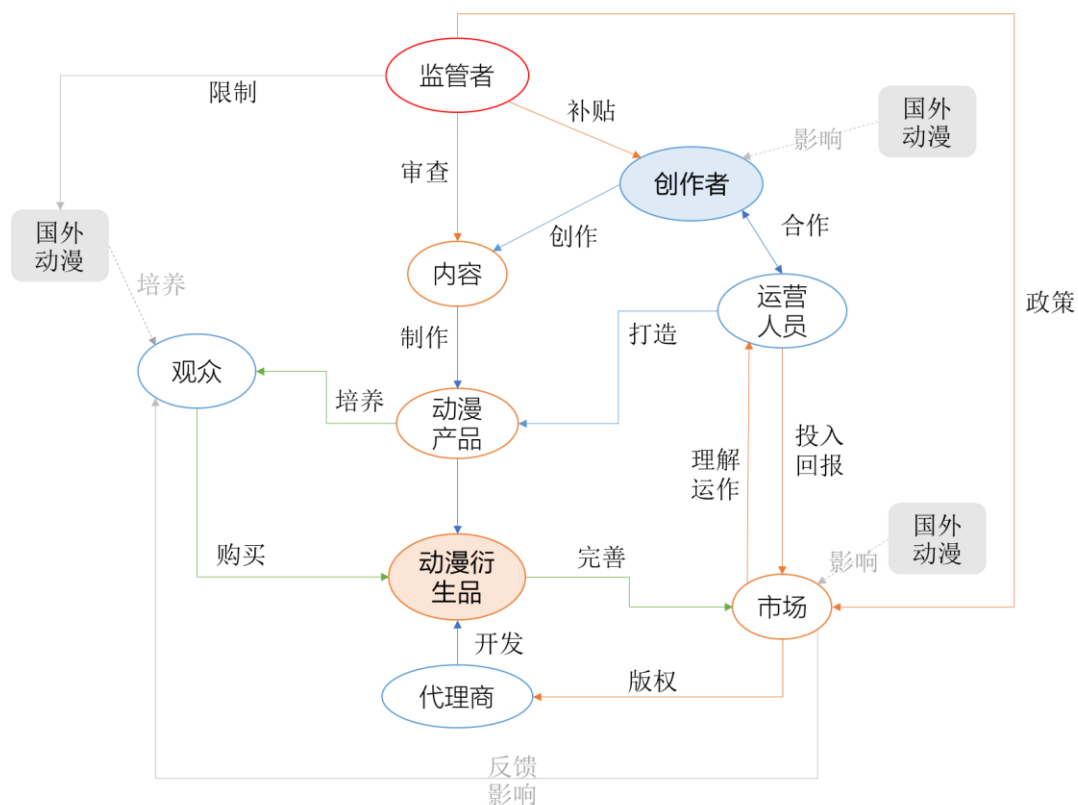 监管者
限制
补贴
国外
动漫
影响
审查
创作者
国外
动漫
创作
合作
内容
培养
运营
人员
政策
制作
打造
观众
培养
动漫
产品
投入
回报
理解
运作
国外
动漫
购买
动漫衍
生品
完善
影响
市场
开发
代理商
版权
反馈
影响